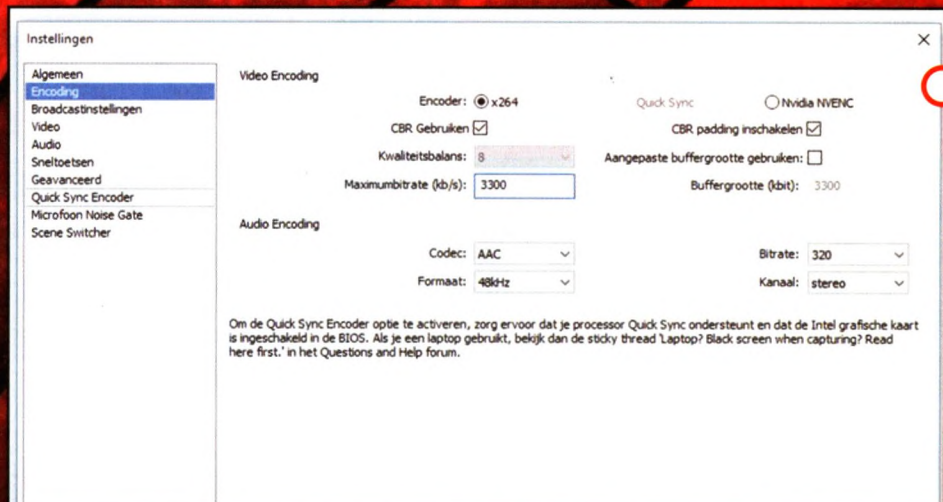 Instellingen
Algemeen
Encoding
Broadcastinstellingen
Video
Audio
Sneltoetsen
Geavanceerd
Quick Sync Encoder
Microfoon Noise Gate
Scene Switcher
Video Encoding
Encoder: x264 Quick Sync Nvidia NVENC
CBR Gebruiken CBR padding inschakelen
Kwaliteitsbalans: 8 Aangepaste buffergrootte gebruiken:
Maximumbitrate (kb/s): 3300 Buffergrootte (kbit): 3300
Audio Encoding
Codec: AAC Bitrate: 320
Formaat: 48kHz Kanaal: stereo
Om de Quick Sync Encoder optie te activeren, zorg ervoor dat je processor Quick Sync ondersteunt en dat de Intel grafische kaart
is ingeschakeld in de BIOS. Als je een laptop gebruikt, bekijk dan de sticky thread 'Laptop? Black screen when capturing? Read
here first.' in het Questions and Help forum.